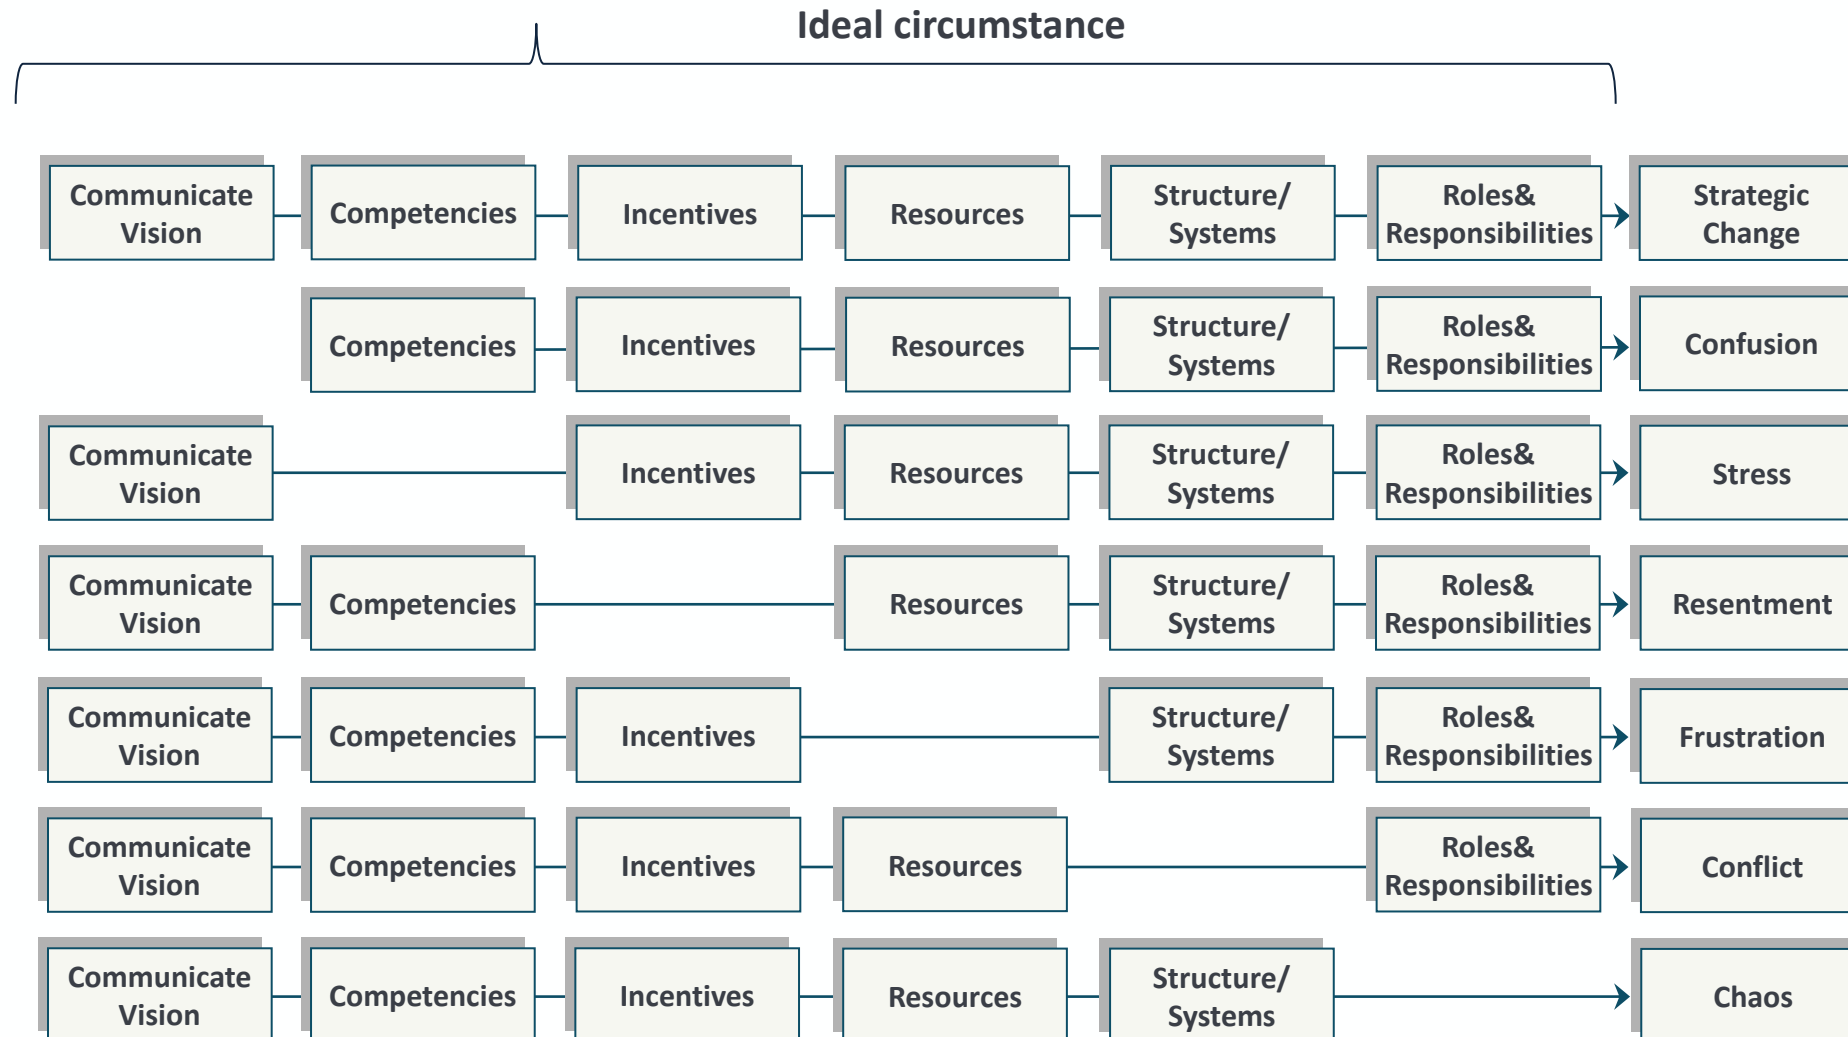 Ideal circumstance
Communicate
Vision
Competencies
Incentives
Resources
Structure/
Systems
Roles&
Responsibilities
Strategic
Change
Competencies
Incentives
Resources
Structure/
Systems
Roles&
Responsibilities
Confusion
Communicate
Vision
Incentives
Resources
Structure/
Systems
Roles&
Responsibilities
Stress
Communicate
Vision
Competencies
Resources
Structure/
Systems
Roles&
Responsibilities
Resentment
Communicate
Vision
Competencies
Incentives
Structure/
Systems
Roles&
Responsibilities
Frustration
Communicate
Vision
Competencies
Incentives
Resources
Roles&
Responsibilities
Conflict
Communicate
Vision
Competencies
Incentives
Resources
Structure/
Systems
Chaos